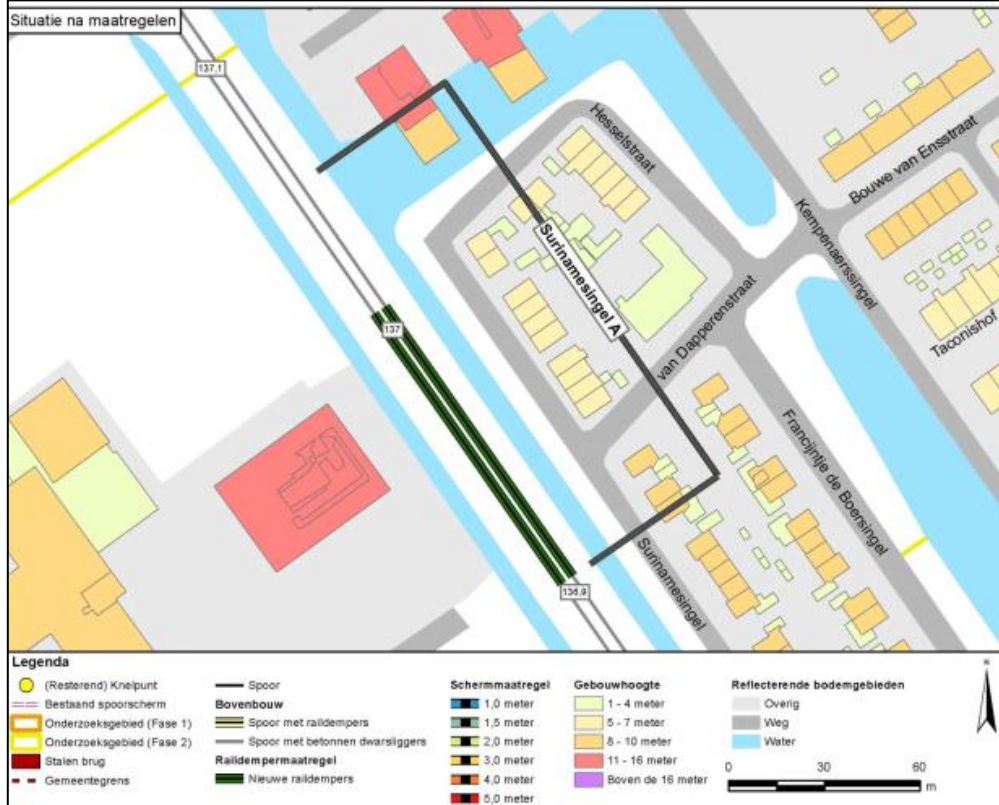 Situatie na maatregelen
137.1
Hesselstraat
Bouwe van Ensstraat
Kempenaerssingel
Surinamesingel A
van Dapperenstraat
Taconishof
137
Francijntje de Boersingel
Surinamesingel
136.9
Legenda
(Resterend) Knelpunt
Bestaand spoorscherm
Onderzoeksgebied (Fase 1)
Onderzoeksgebied (Fase 2)
Stalen brug
Gemeentegrens
Spoor
Bovenbouw
Spoor met raildempers
Spoor met betonnen dwarsliggers
Raildempermaatregel
Nieuwe raildempers
Schermmaatregel
1,0 meter
1,5 meter
2,0 meter
3,0 meter
4,0 meter
5,0 meter
Gebouwhoogte
1 - 4 meter
5 - 7 meter
8 - 10 meter
11 - 16 meter
Boven de 16 meter
Reflecterende bodemgebieden
Overig
Weg
Water
N
0 30 60
m